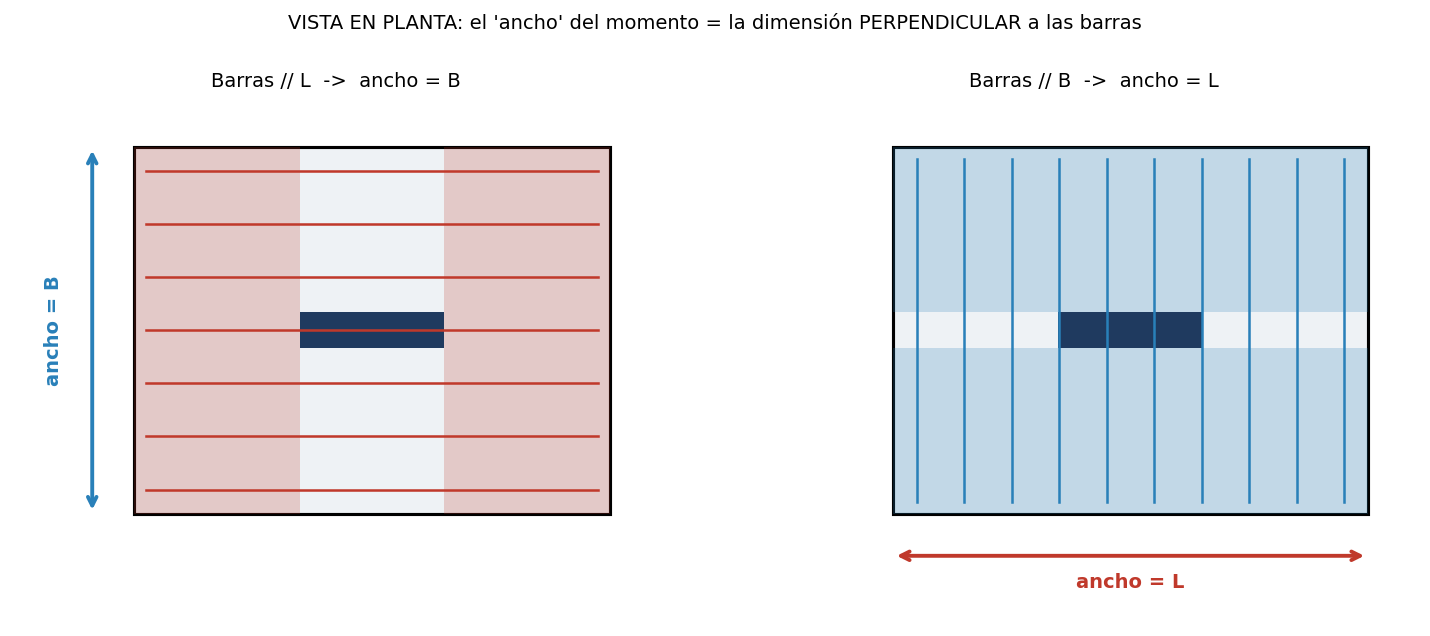 VISTA EN PLANTA: el 'ancho' del momento = la dimensión PERPENDICULAR a las barras
Barras // L  ->  ancho = B
Barras // B  ->  ancho = L
ancho = B
ancho = L